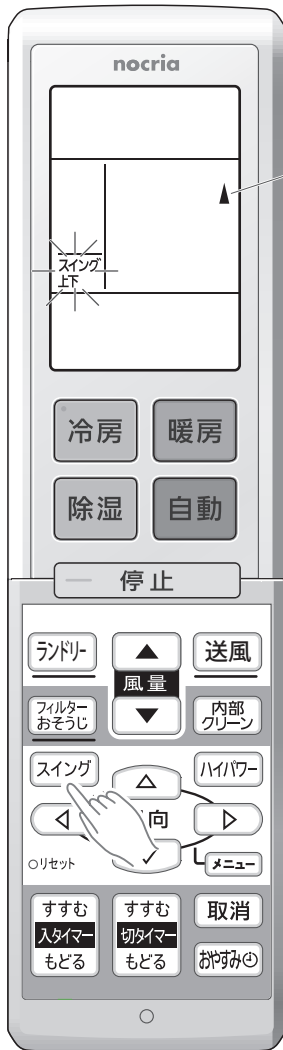 nocria
スイング
上下
冷房
暖房
除湿
自動
停止
ランドリー
風量
送風
フィルター
おそうじ
内部
クリーン
スイング
ハイパワー
向
リセット
メニュー
すすむ
入タイマー
もどる
すすむ
切タイマー
もどる
取消
おやすみ